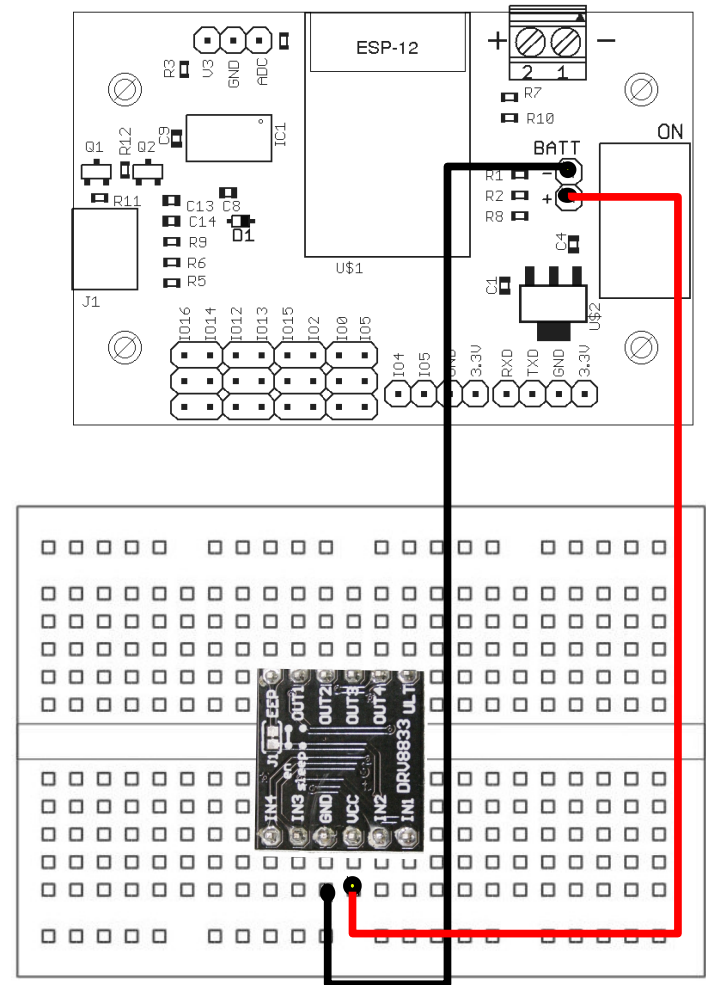 ESP-12
+ −
2 1
R3
V3
GND
ADC
R7
R10
ON
BATT
R12
C9
IC1
Q1
Q2
R1 −
R2 +
R8
R11
C13
C8
C14
D1
R9
R6
R5
C4
C1
U$1
U$2
J1
IO16
IO14
IO12
IO13
IO15
IO2
IO0
IO5
IO4
IO5
GND
3.3V
RXD
TXD
GND
3.3V
EEP
OUT1
OUT2
OUT3
OUT4
ULT
J1
en
sleep
DRV8833
IN4
IN3
GND
VCC
IN2
IN1